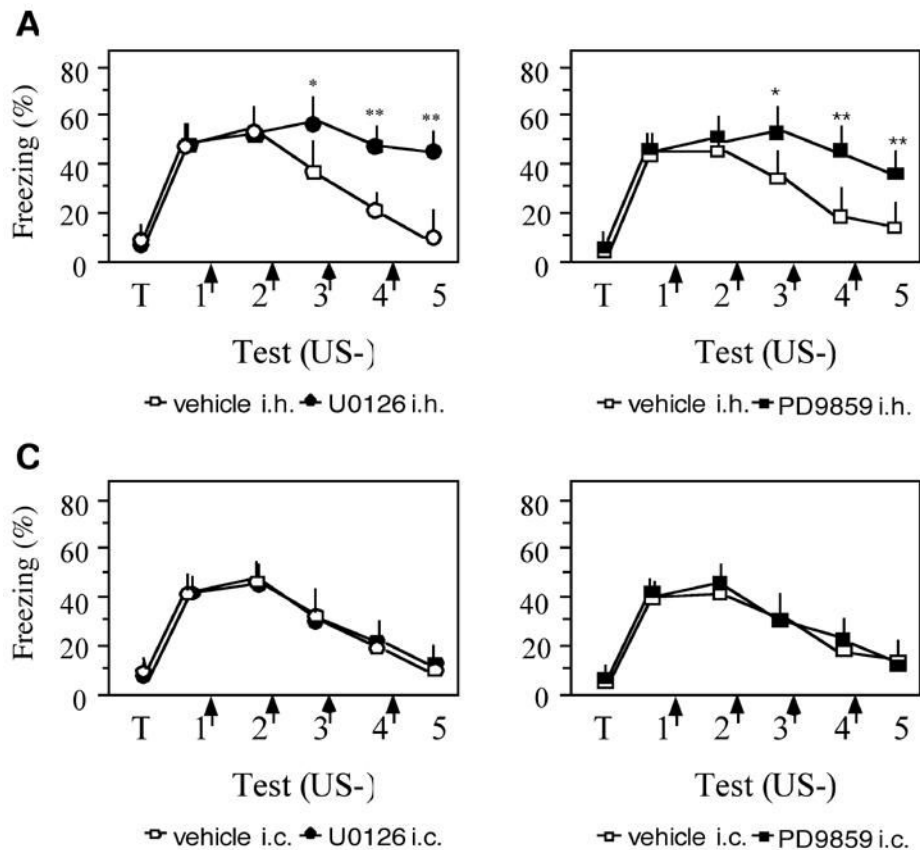 A
80
60
40
20
0
Freezing (%)
* ** **
T 1 2 3 4 5
Test (US-)
vehicle i.h. U0126 i.h.
80
60
40
20
0
* ** **
T 1 2 3 4 5
Test (US-)
vehicle i.h. PD9859 i.h.
C
80
60
40
20
0
Freezing (%)
T 1 2 3 4 5
Test (US-)
vehicle i.c. U0126 i.c.
80
60
40
20
0
T 1 2 3 4 5
Test (US-)
vehicle i.c. PD9859 i.c.